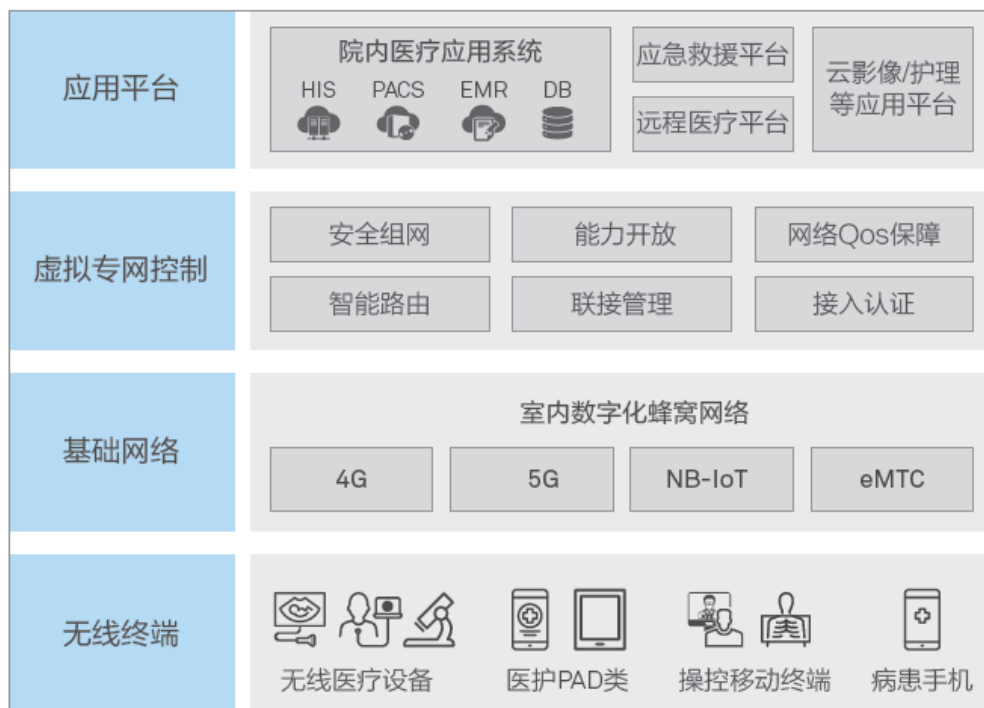 应用平台
院内医疗应用系统
HIS PACS EMR DB
应急救援平台
远程医疗平台
云影像/护理
等应用平台
虚拟专网控制
安全组网 能力开放 网络Qos保障
智能路由 联接管理 接入认证
基础网络
室内数字化蜂窝网络
4G 5G NB-IoT eMTC
无线终端
无线医疗设备 医护PAD类 操控移动终端 病患手机